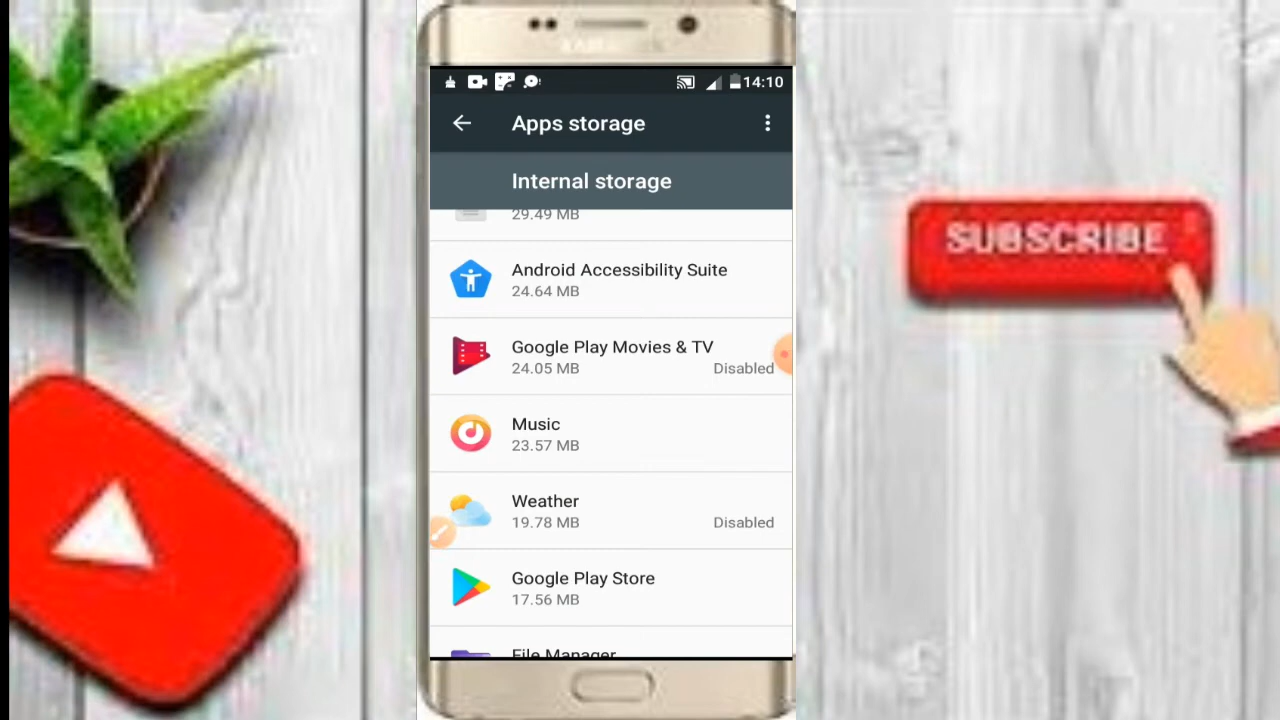 14:10
Apps storage
Internal storage
29.49 MB
Android Accessibility Suite
24.64 MB
Google Play Movies & TV
24.05 MB
Disabled
Music
23.57 MB
Weather
19.78 MB
Disabled
Google Play Store
17.56 MB
File Manager
SUBSCRIBE